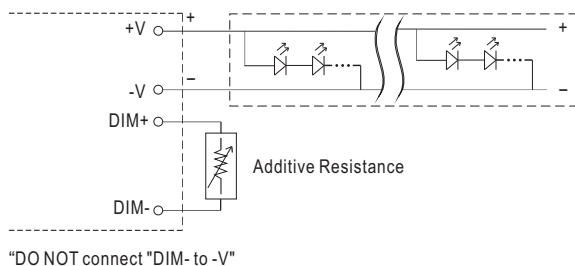 +V
+
+
-V
−
−
DIM+
Additive Resistance
DIM-
“DO NOT connect "DIM- to -V"